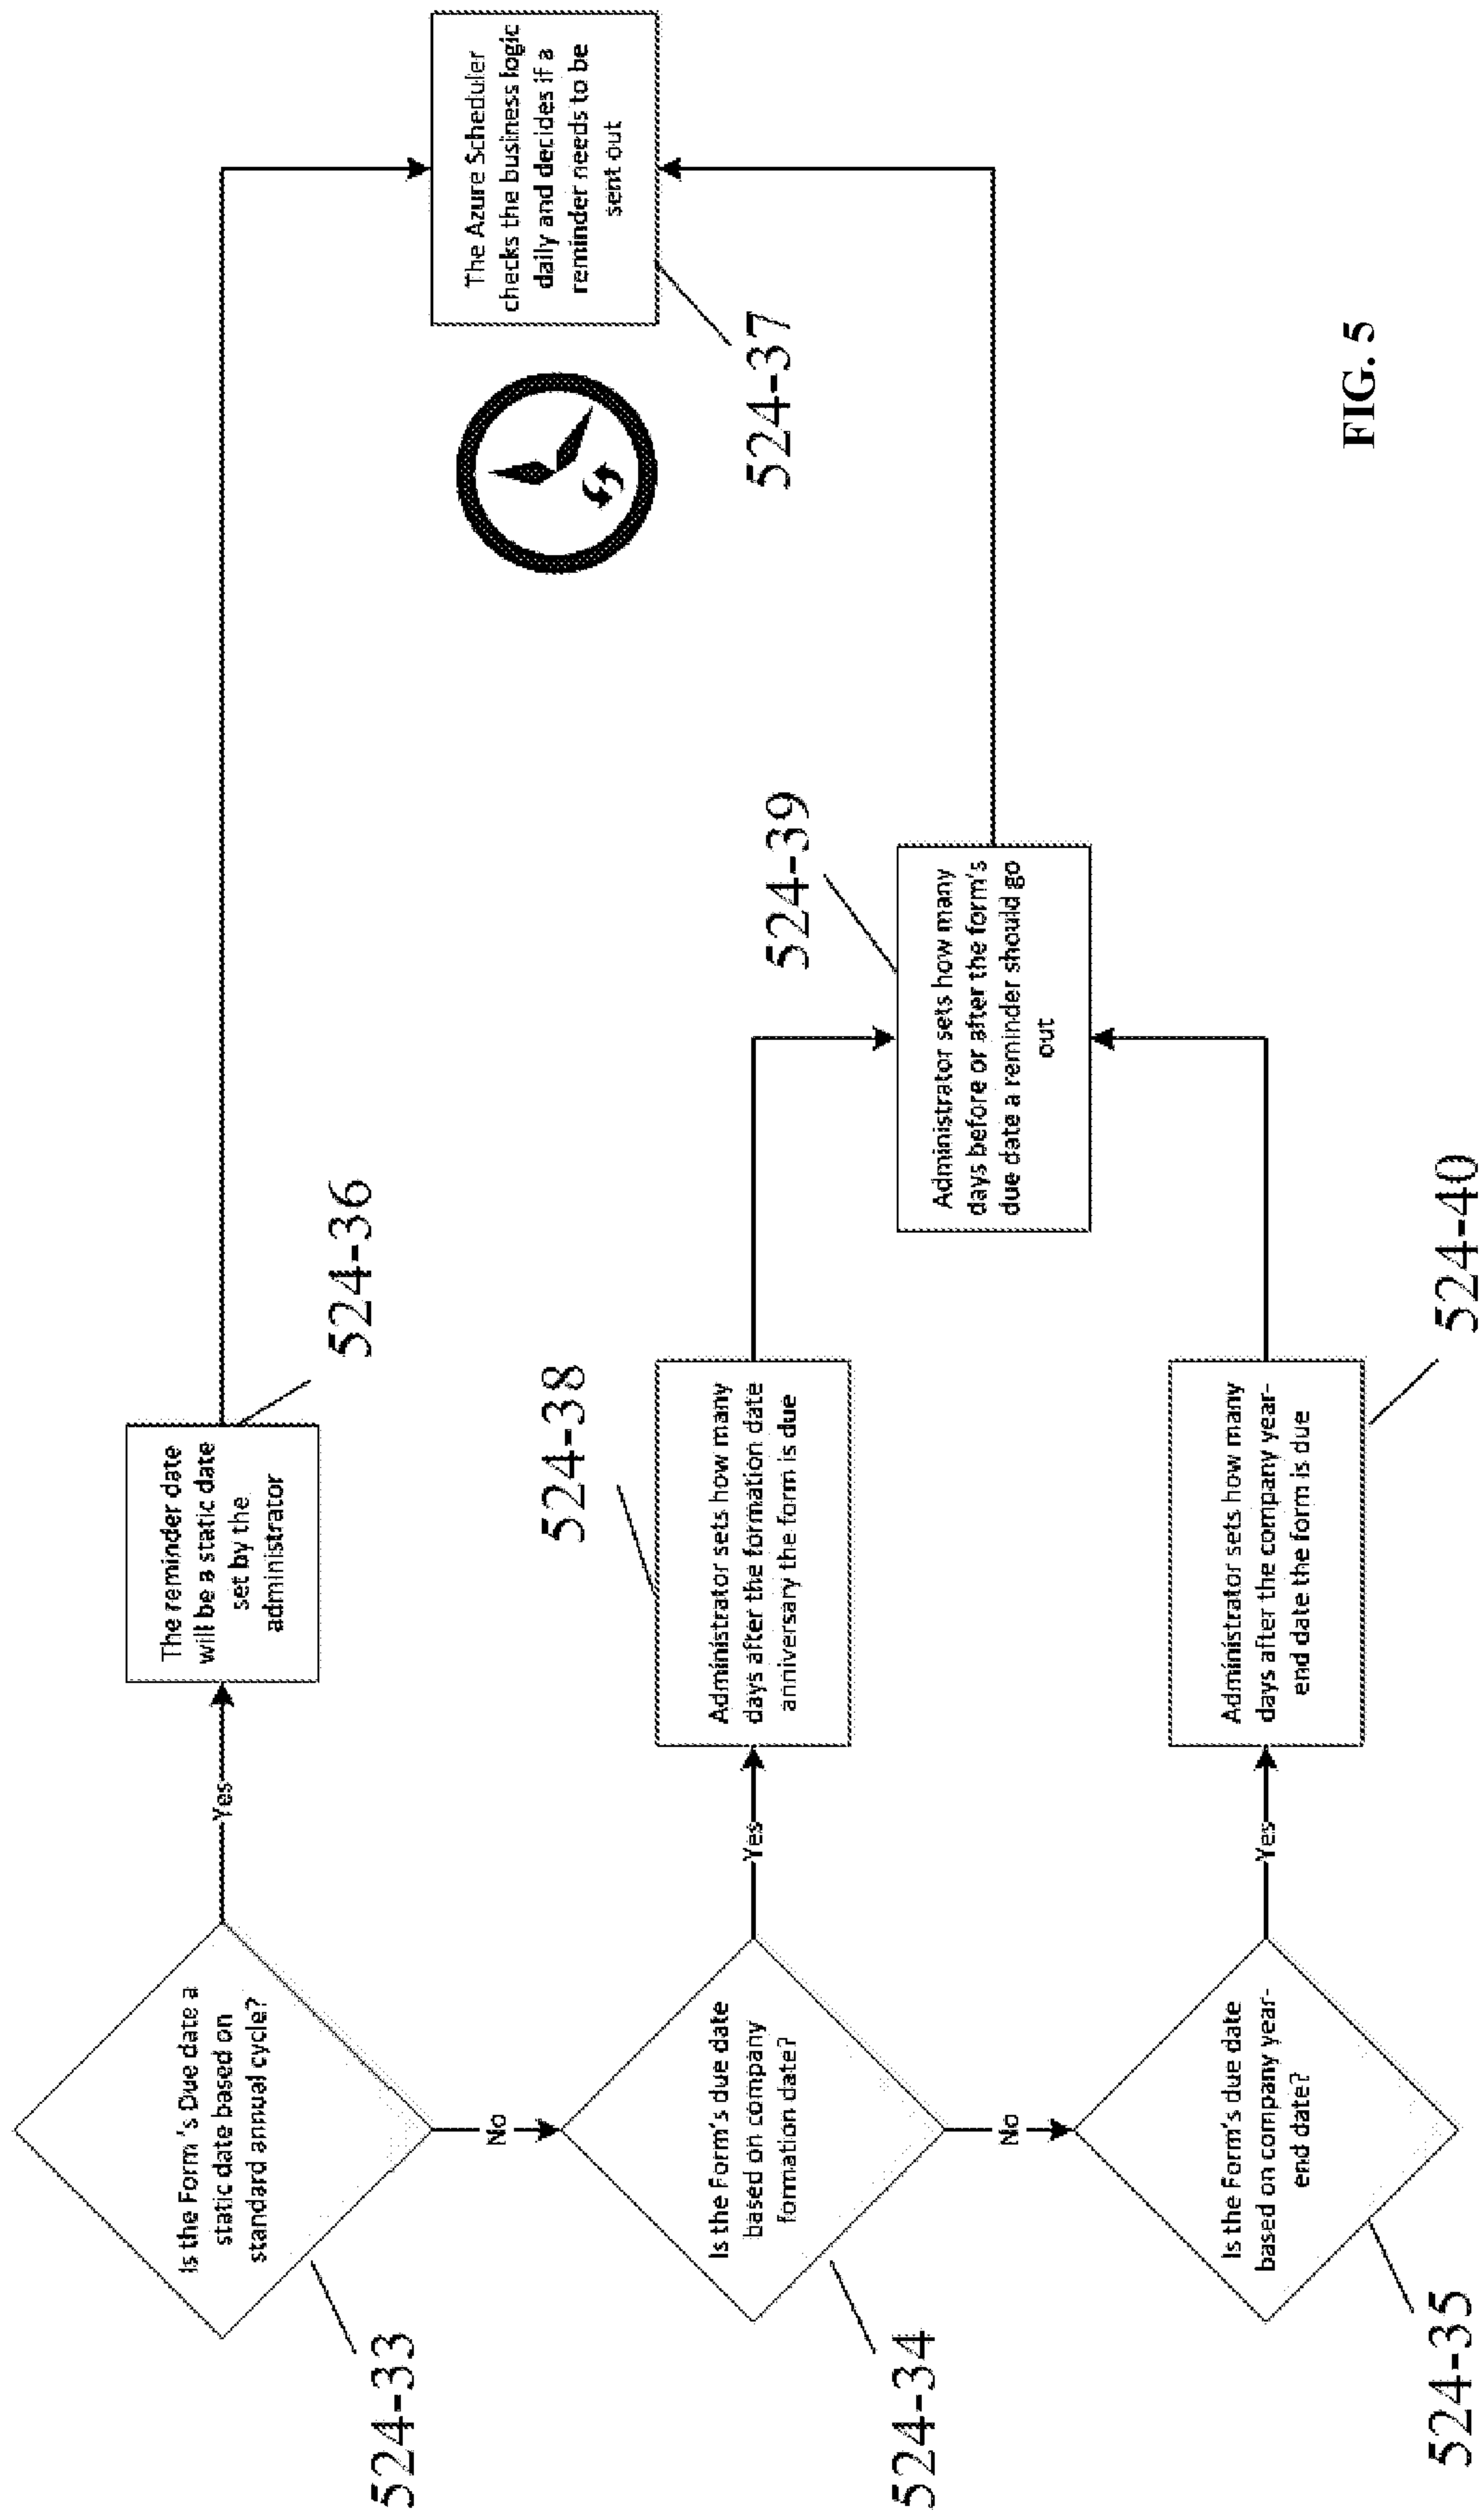 Is the Form's Due date a
static date based on
standard annual cycle?
524-33
Yes
The reminder date
will be a static date
set by the
administrator
524-36
The Azure Scheduler
checks the business logic
daily and decides if a
reminder needs to be
sent out
524-37
No
Is the Form's due date
based on company
formation date?
524-34
Yes
Administrator sets how many
days after the formation date
anniversary the form is due
524-38
Administrator sets how many
days before or after the form's
due date a reminder should go
out
524-39
No
Is the Form's due date
based on company year-
end date?
524-35
Yes
Administrator sets how many
days after the company year-
end date the form is due
524-40
FIG. 5